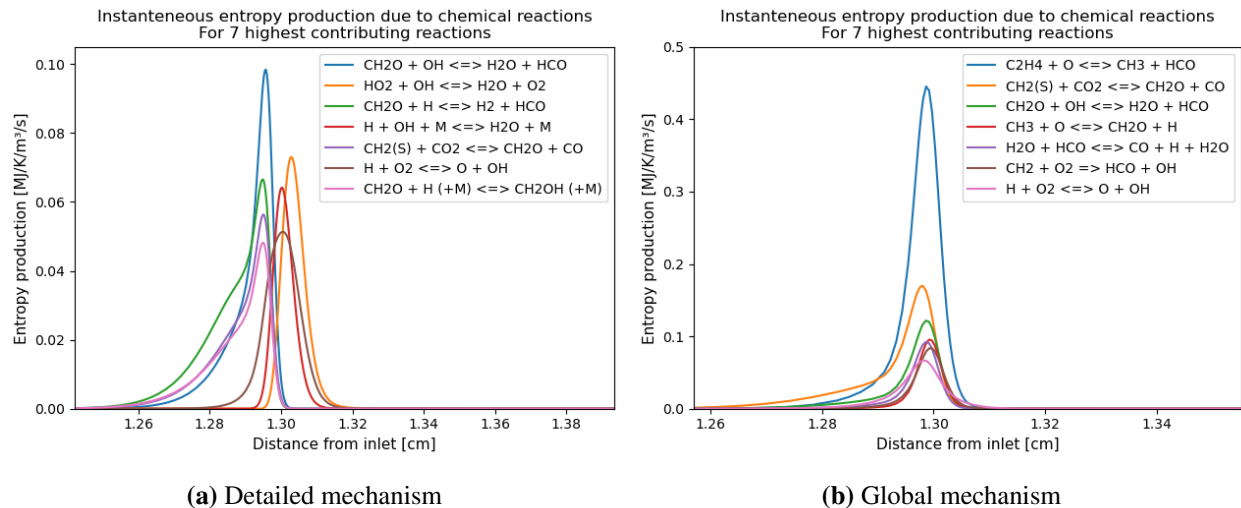 Instanteneous entropy production due to chemical reactions
For 7 highest contributing reactions
Entropy production [MJ/K/m³/s]
0.10
0.08
0.06
0.04
0.02
0.00
CH2O + OH <=> H2O + HCO
HO2 + OH <=> H2O + O2
CH2O + H <=> H2 + HCO
H + OH + M <=> H2O + M
CH2(S) + CO2 <=> CH2O + CO
H + O2 <=> O + OH
CH2O + H (+M) <=> CH2OH (+M)
1.26 1.28 1.30 1.32 1.34 1.36 1.38
Distance from inlet [cm]
(a) Detailed mechanism
Instanteneous entropy production due to chemical reactions
For 7 highest contributing reactions
Entropy production [MJ/K/m³/s]
0.5
0.4
0.3
0.2
0.1
0.0
C2H4 + O <=> CH3 + HCO
CH2(S) + CO2 <=> CH2O + CO
CH2O + OH <=> H2O + HCO
CH3 + O <=> CH2O + H
H2O + HCO <=> CO + H + H2O
CH2 + O2 => HCO + OH
H + O2 <=> O + OH
1.26 1.28 1.30 1.32 1.34
Distance from inlet [cm]
(b) Global mechanism